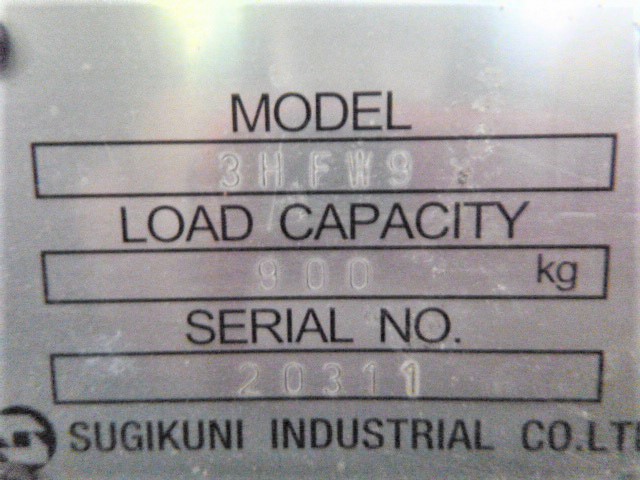 MODEL
3HFW9
LOAD CAPACITY
900 kg
SERIAL NO.
20311
SUGIKUNI INDUSTRIAL CO.LT